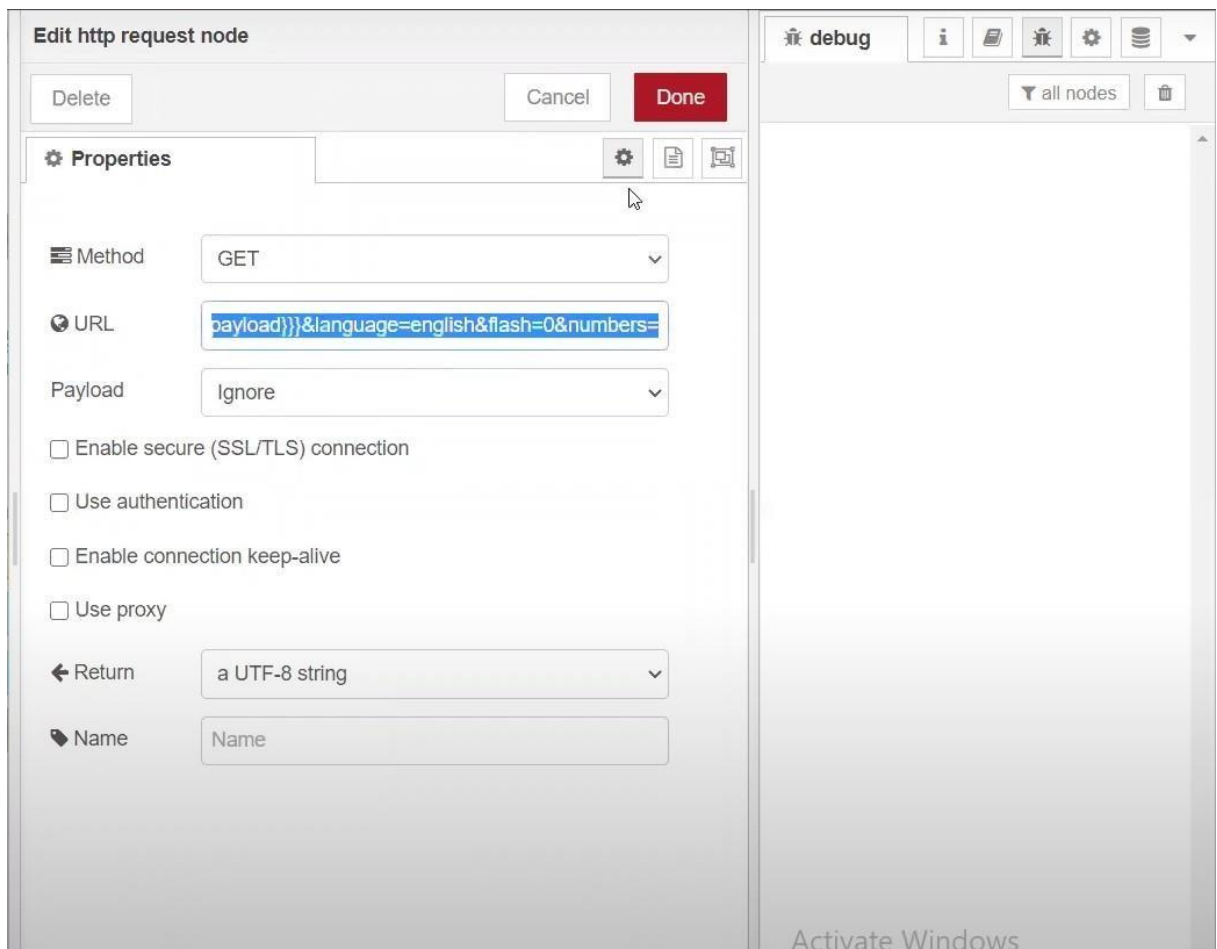 Edit http request node
debug
Delete
Cancel
Done
all nodes
Properties
Method
GET
URL
payload}}}&language=english&flash=0&numbers=
Payload
Ignore
Enable secure (SSL/TLS) connection
Use authentication
Enable connection keep-alive
Use proxy
Return
a UTF-8 string
Name
Name
Activate Windows